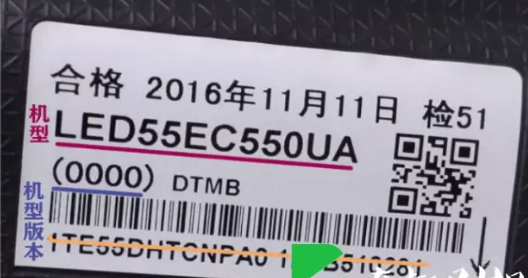 合格 2016年11月11日 检51
机型
LED55EC550UA
机型版本
(0000) DTMB